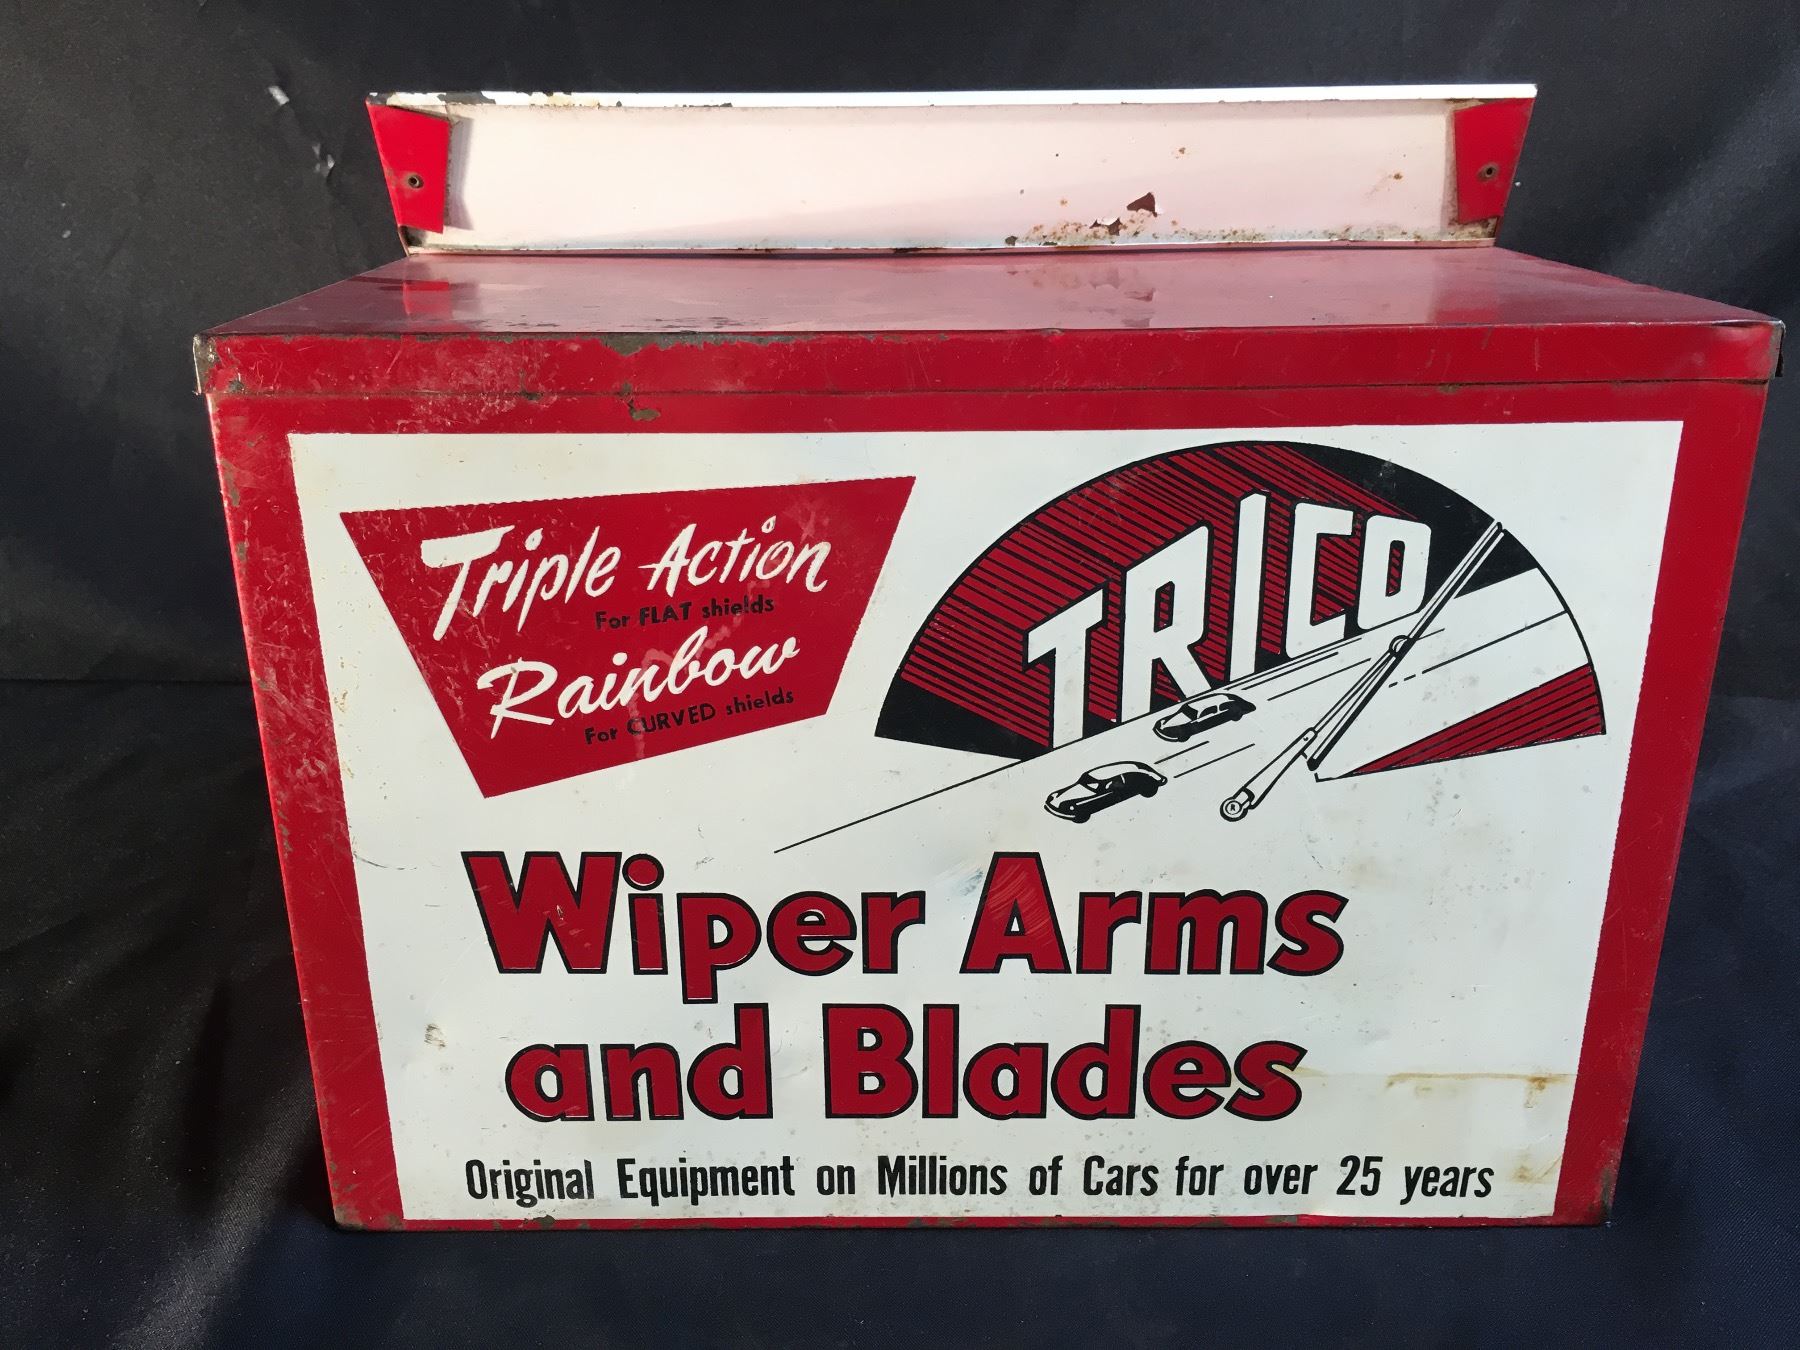 Triple Action
For FLAT shields
Rainbow
For CURVED shields
TRICO
Wiper Arms
and Blades
Original Equipment on Millions of Cars for over 25 years